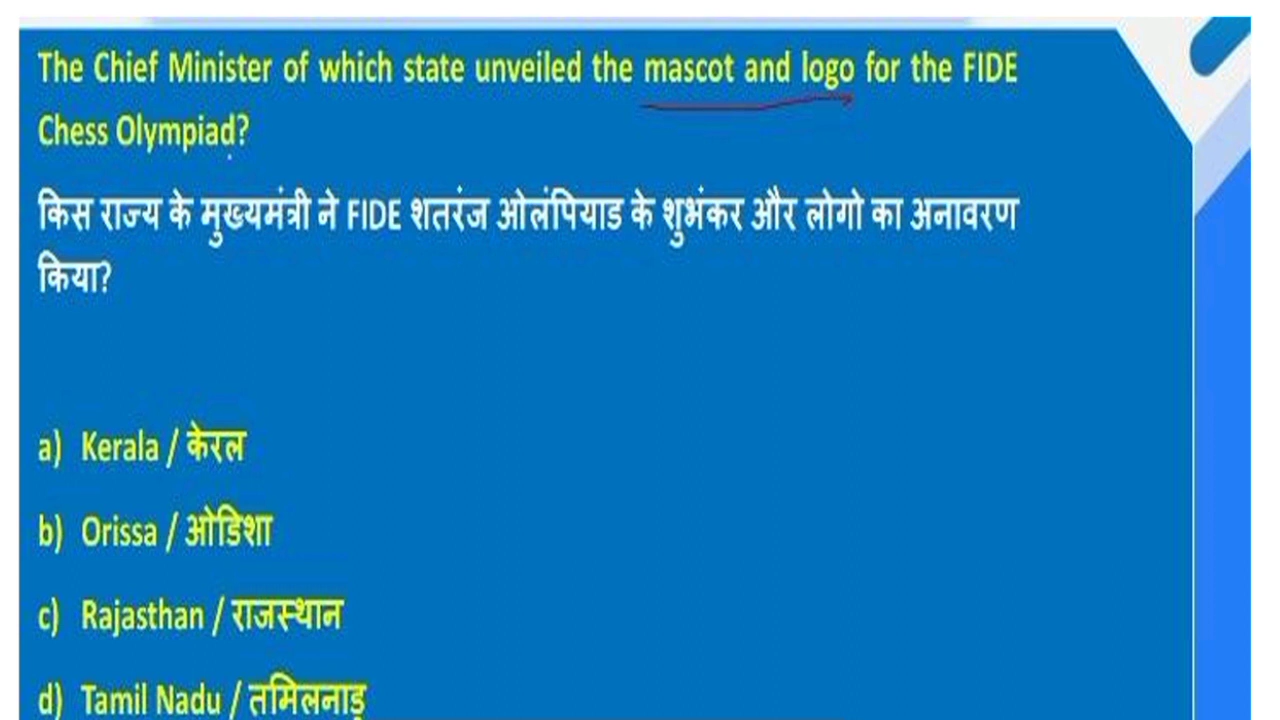 The Chief Minister of which state unveiled the mascot and logo for the FIDE
Chess Olympiad?
किस राज्य के मुख्यमंत्री ने FIDE शतरंज ओलंपियाड के शुभंकर और लोगो का अनावरण
किया?
a) Kerala / केरल
b) Orissa / ओडिशा
c) Rajasthan / राजस्थान
d) Tamil Nadu / तमिलनाडु